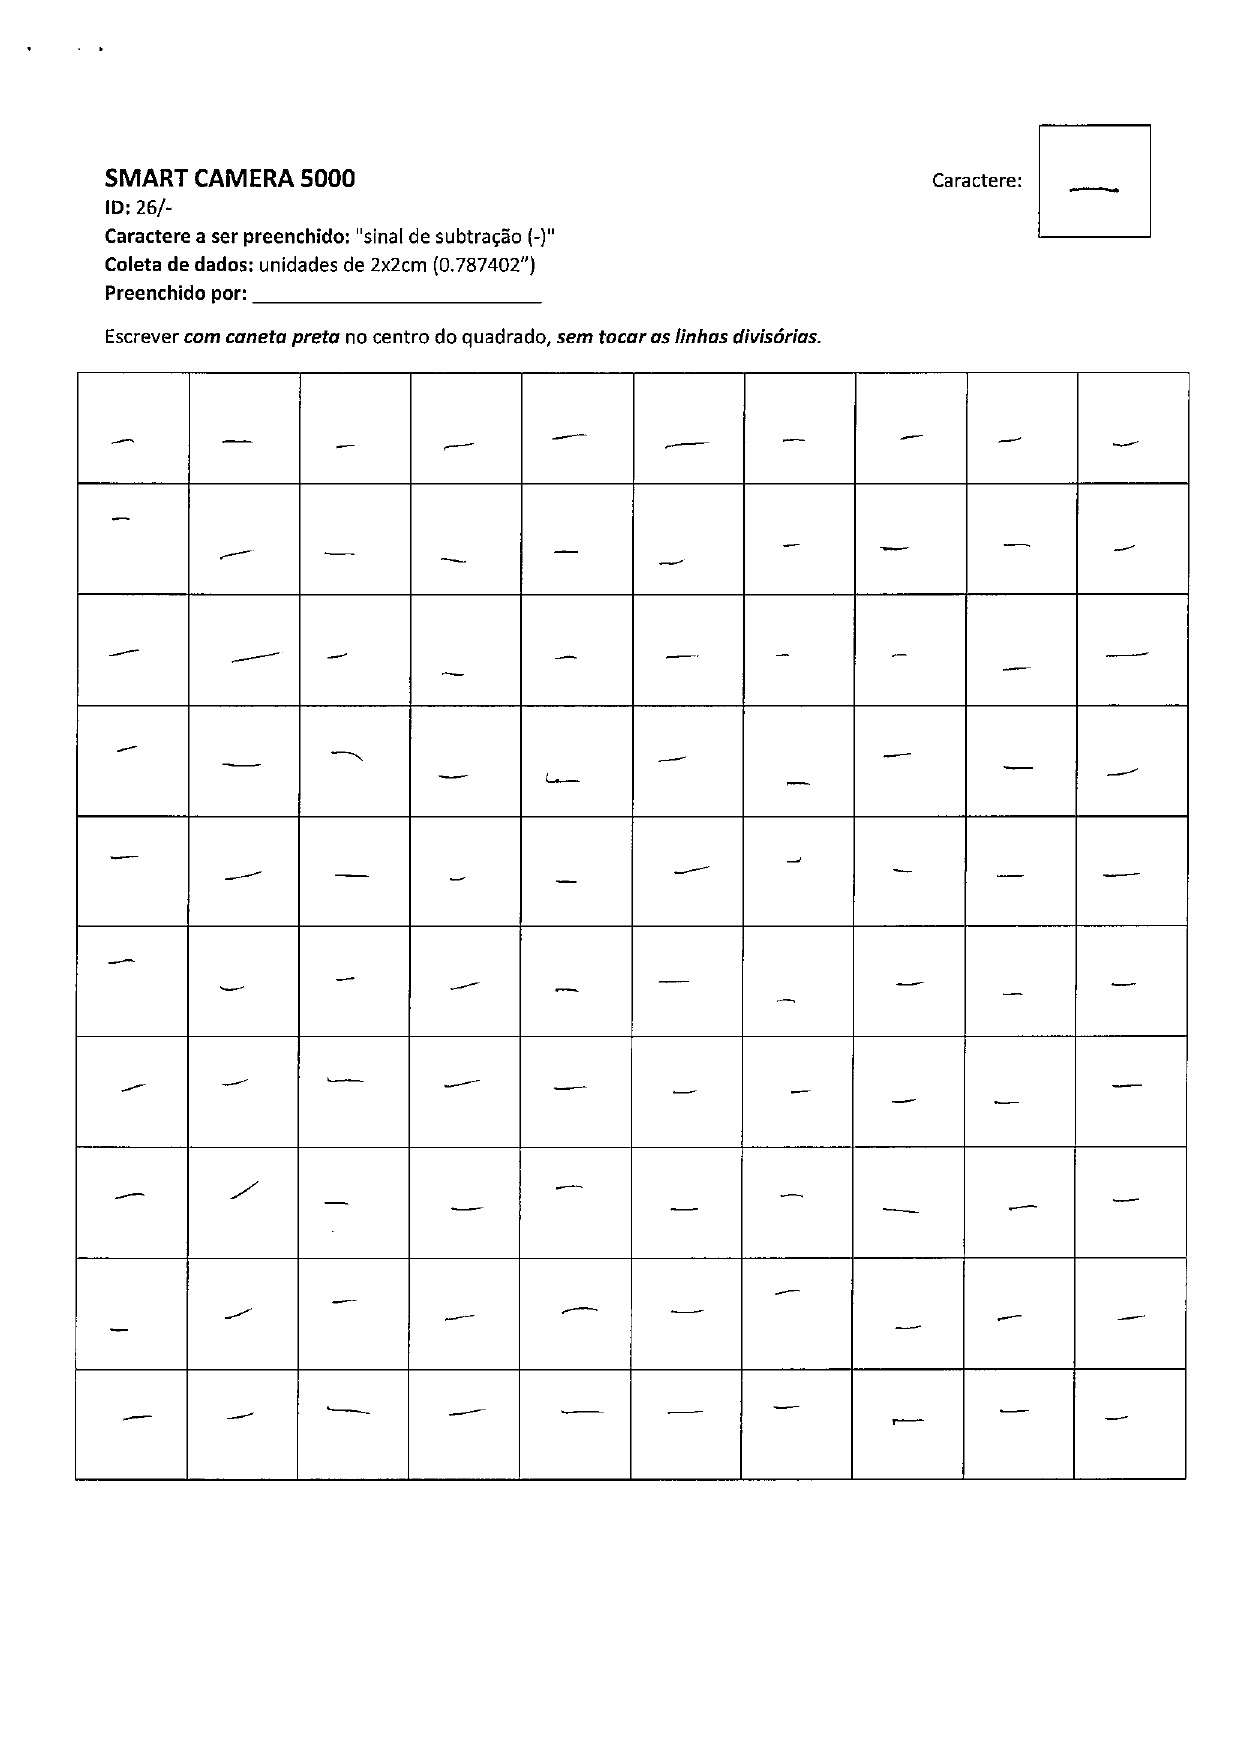 SMART CAMERA 5000
Caractere: —
ID: 26/-
Caractere a ser preenchido: "sinal de subtração (-)"
Coleta de dados: unidades de 2x2cm (0.787402”)
Preenchido por: ____________________________
Escrever com caneta preta no centro do quadrado, sem tocar as linhas divisórias.
— — — — — — — — — —
— — — — — — — — — —
— — — — — — — — — —
— — — — — — — — — —
— — — — — — — — — —
— — — — — — — — — —
— — — — — — — — — —
— — — — — — — — — —
— — — — — — — — — —
— — — — — — — — — —